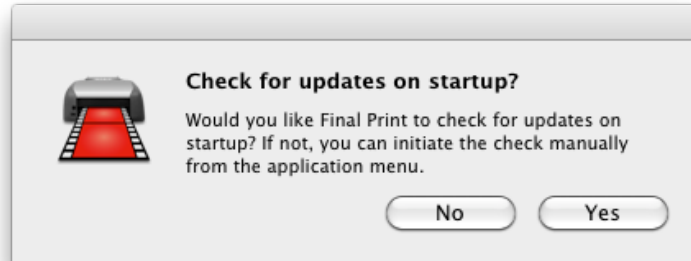 Check for updates on startup?
Would you like Final Print to check for updates on
startup? If not, you can initiate the check manually
from the application menu.
No Yes